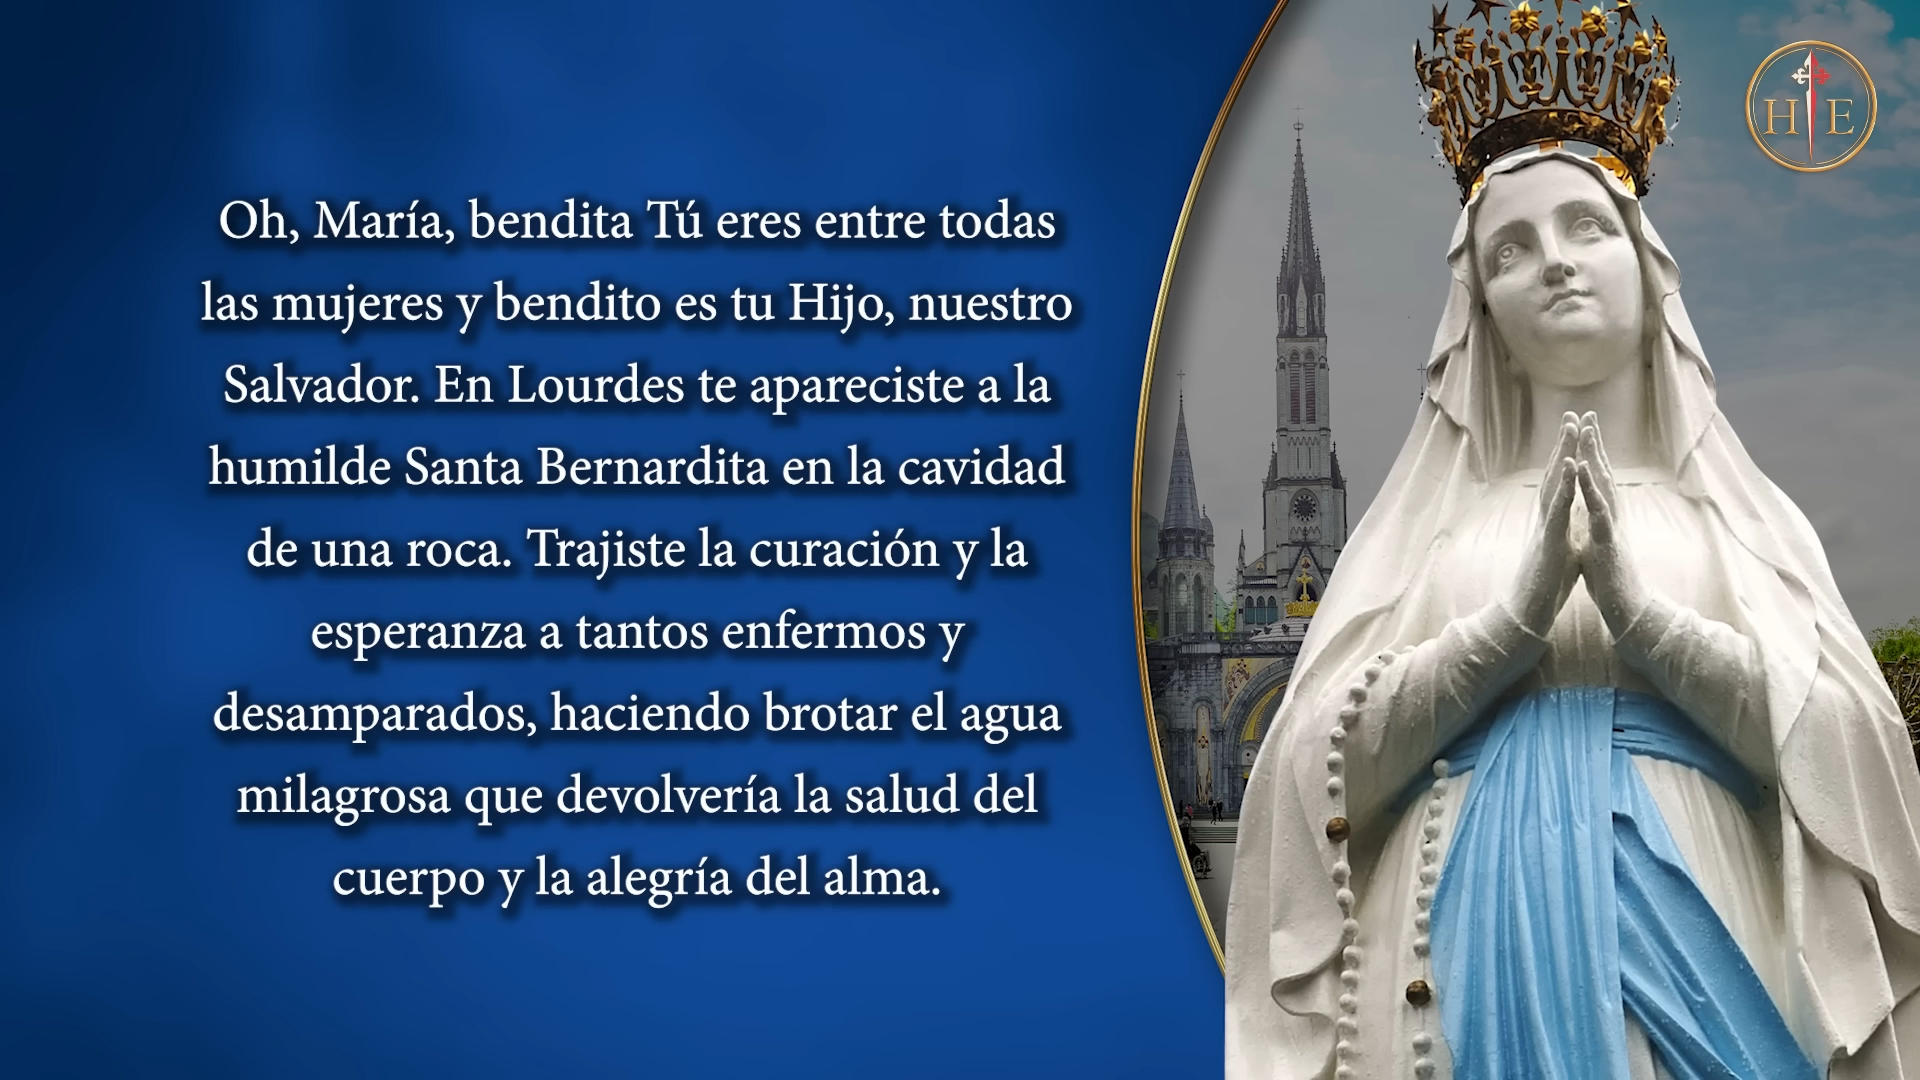 Oh, María, bendita Tú eres entre todas
las mujeres y bendito es tu Hijo, nuestro
Salvador. En Lourdes te apareciste a la
humilde Santa Bernardita en la cavidad
de una roca. Trajiste la curación y la
esperanza a tantos enfermos y
desamparados, haciendo brotar el agua
milagrosa que devolvería la salud del
cuerpo y la alegría del alma.
H E